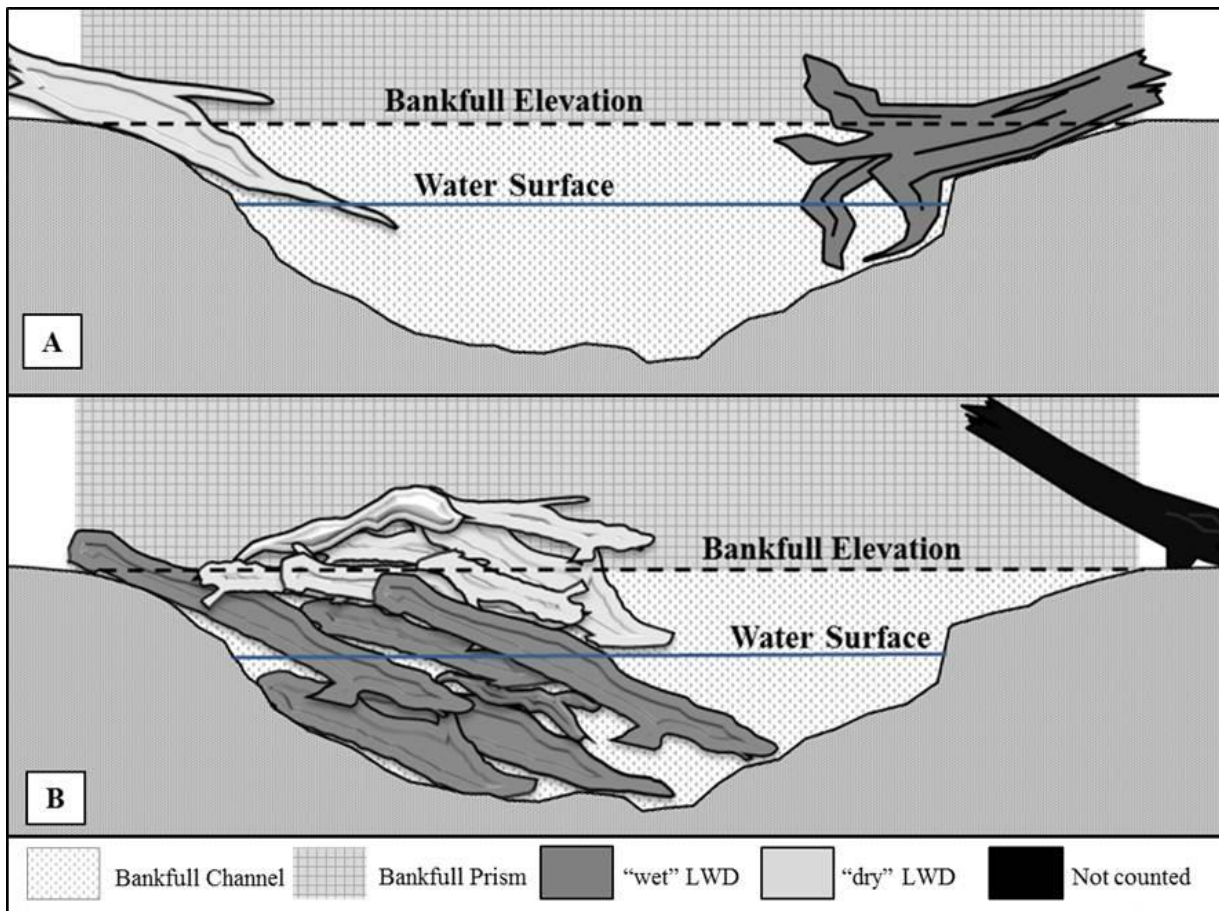 Bankfull Elevation
Water Surface
A
Bankfull Elevation
Water Surface
B
Bankfull Channel Bankfull Prism “wet” LWD “dry” LWD Not counted